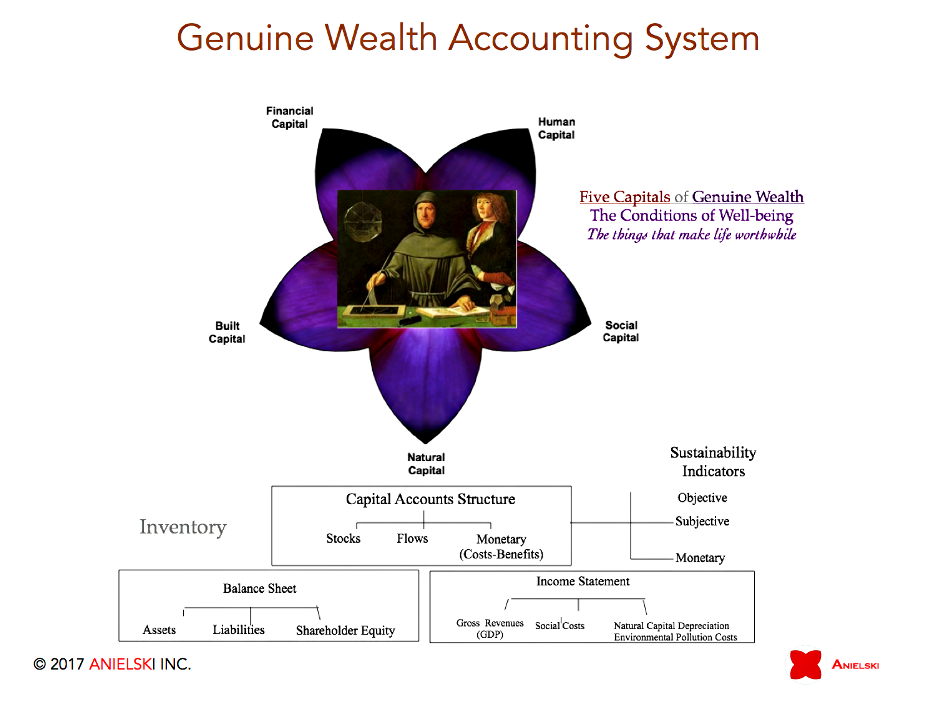 Genuine Wealth Accounting System
Financial
Capital
Human
Capital
Five Capitals of Genuine Wealth
The Conditions of Well-being
The things that make life worthwhile
Built
Capital
Social
Capital
Natural
Capital
Sustainability
Indicators
Objective
Subjective
Monetary
Inventory
Capital Accounts Structure
Stocks
Flows
Monetary
(Costs-Benefits)
Balance Sheet
Assets
Liabilities
Shareholder Equity
Income Statement
Gross Revenues
(GDP)
Social Costs
Natural Capital Depreciation
Environmental Pollution Costs
© 2017 ANIELSKI INC.
ANIELSKI